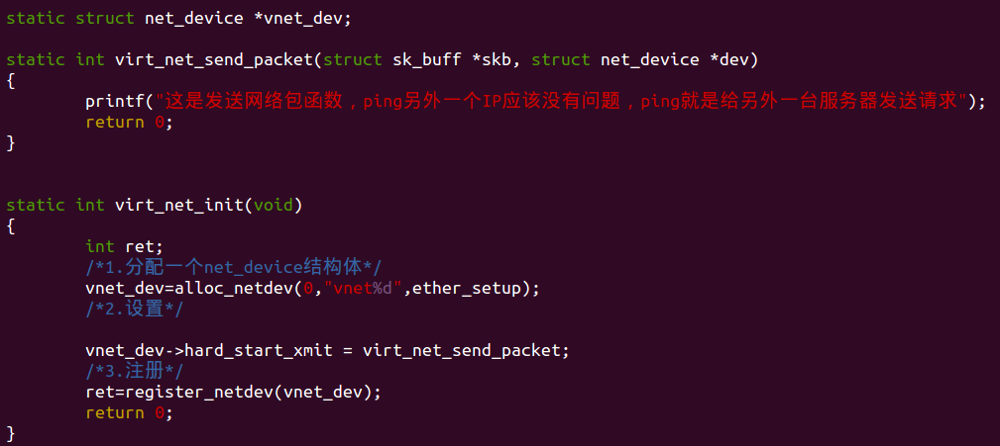 static struct net_device *vnet_dev;
static int virt_net_send_packet(struct sk_buff *skb, struct net_device *dev)
{
printf("这是发送网络包函数，ping另外一个IP应该没有问题，ping就是给另外一台服务器发送请求");
return 0;
}
static int virt_net_init(void)
{
int ret;
/*1.分配一个net_device结构体*/
vnet_dev=alloc_netdev(0,"vnet%d",ether_setup);
/*2.设置*/
vnet_dev->hard_start_xmit = virt_net_send_packet;
/*3.注册*/
ret=register_netdev(vnet_dev);
return 0;
}